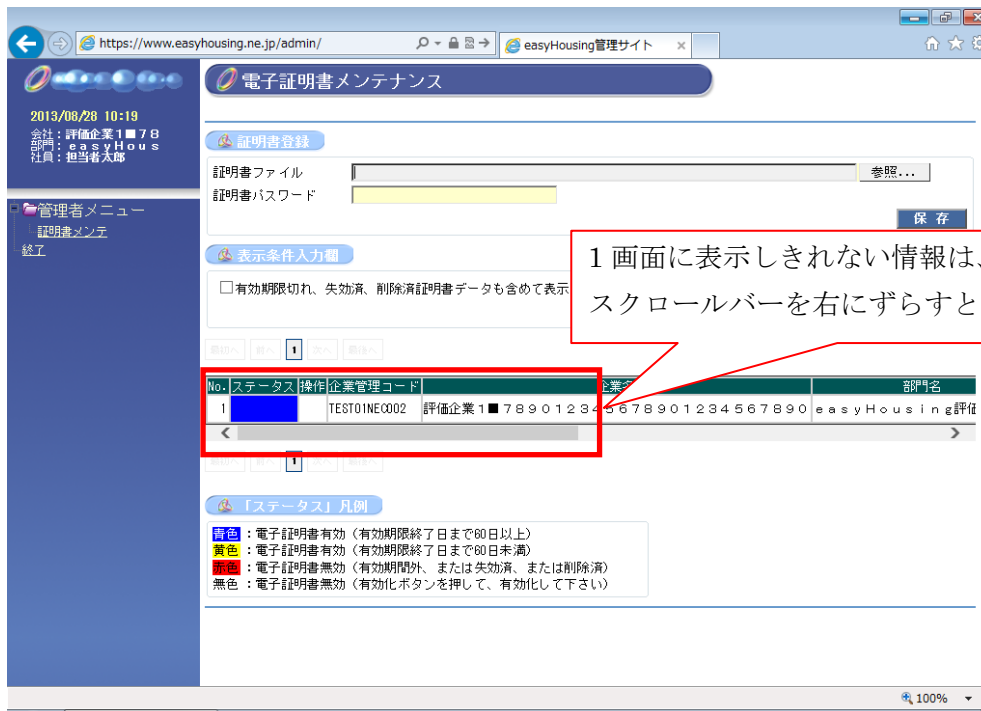 https://www.easyhousing.ne.jp/admin/
easyHousing管理サイト
電子証明書メンテナンス
2013/08/28 10:19
会社：評価企業１■７８
部門：ｅａｓｙＨｏｕｓ
社員：担当者太郎
管理者メニュー
証明書メンテ
終了
証明書登録
証明書ファイル
参照...
証明書パスワード
保 存
表示条件入力欄
有効期限切れ、失効済、削除済証明書データも含めて表示
１画面に表示しきれない情報は、
スクロールバーを右にずらすと
最初へ 前へ 1 次へ 最後へ
No. ステータス 操作 企業管理コード 企業名 部門名
1 TEST01NEC002 評価企業１■７８９０１２３４５６７８９０１２３４５６７８９０ ｅａｓｙＨｏｕｓｉｎｇ評価
最初へ 前へ 1 次へ 最後へ
「ステータス」凡例
青色：電子証明書有効（有効期限終了日まで60日以上）
黄色：電子証明書有効（有効期限終了日まで60日未満）
赤色：電子証明書無効（有効期間外、または失効済、または削除済）
無色：電子証明書無効（有効化ボタンを押して、有効化して下さい）
100%